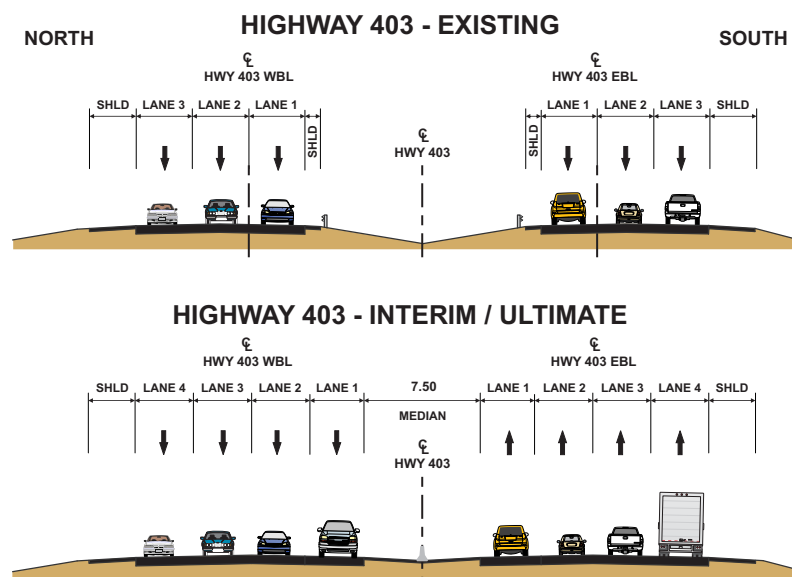 HIGHWAY 403 - EXISTING
NORTH
SOUTH
℄
HWY 403 WBL
℄
HWY 403 EBL
SHLD LANE 3 LANE 2 LANE 1 SHLD
SHLD LANE 1 LANE 2 LANE 3 SHLD
℄
HWY 403
HIGHWAY 403 - INTERIM / ULTIMATE
℄
HWY 403 WBL
℄
HWY 403 EBL
SHLD LANE 4 LANE 3 LANE 2 LANE 1 7.50 LANE 1 LANE 2 LANE 3 LANE 4 SHLD
MEDIAN
℄
HWY 403